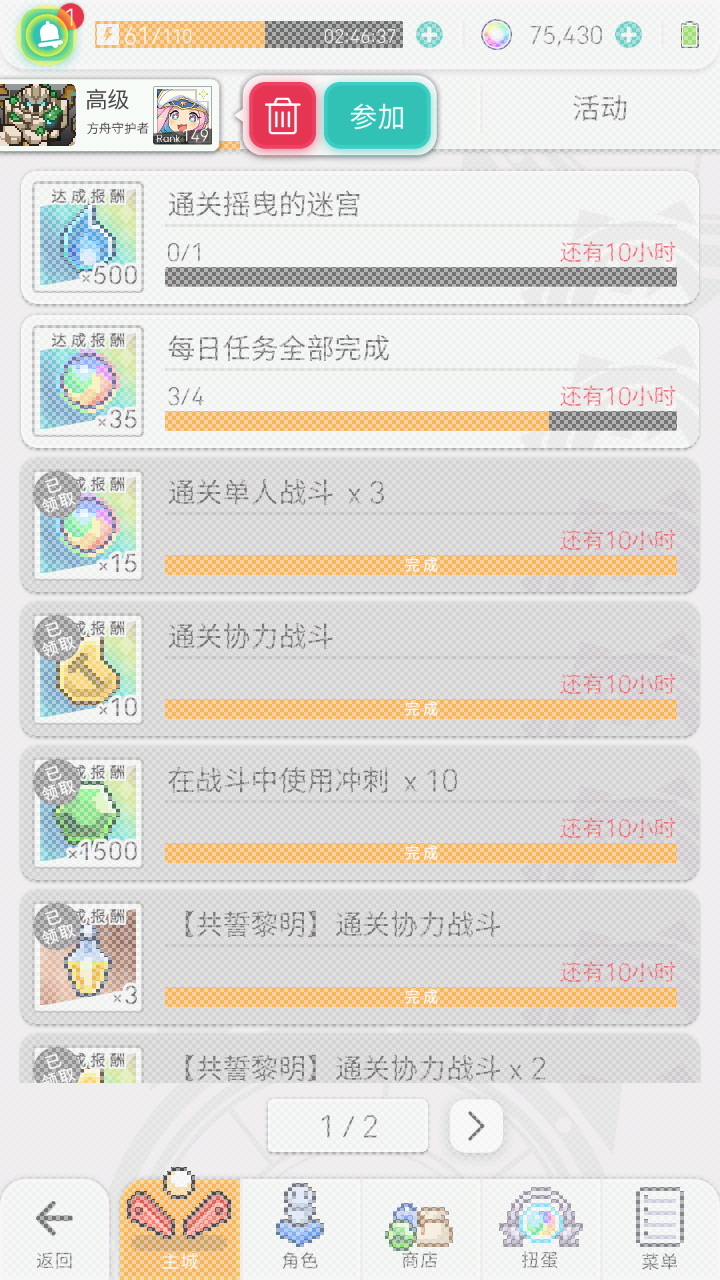 1
61/110
02:46:37
75,430
高级
方舟守护者
Rank 149
参加
活动
达成报酬
×500
通关摇曳的迷宫
0/1
还有10小时
达成报酬
×35
每日任务全部完成
3/4
还有10小时
已领取
成报酬
×15
通关单人战斗 x 3
还有10小时
完成
已领取
成报酬
×10
通关协力战斗
还有10小时
完成
已领取
成报酬
×1500
在战斗中使用冲刺 x 10
还有10小时
完成
已领取
成报酬
×3
【共誓黎明】通关协力战斗
还有10小时
完成
已领取
成报酬
【共誓黎明】通关协力战斗 x 2
1 / 2
返回
主城
角色
商店
扭蛋
菜单